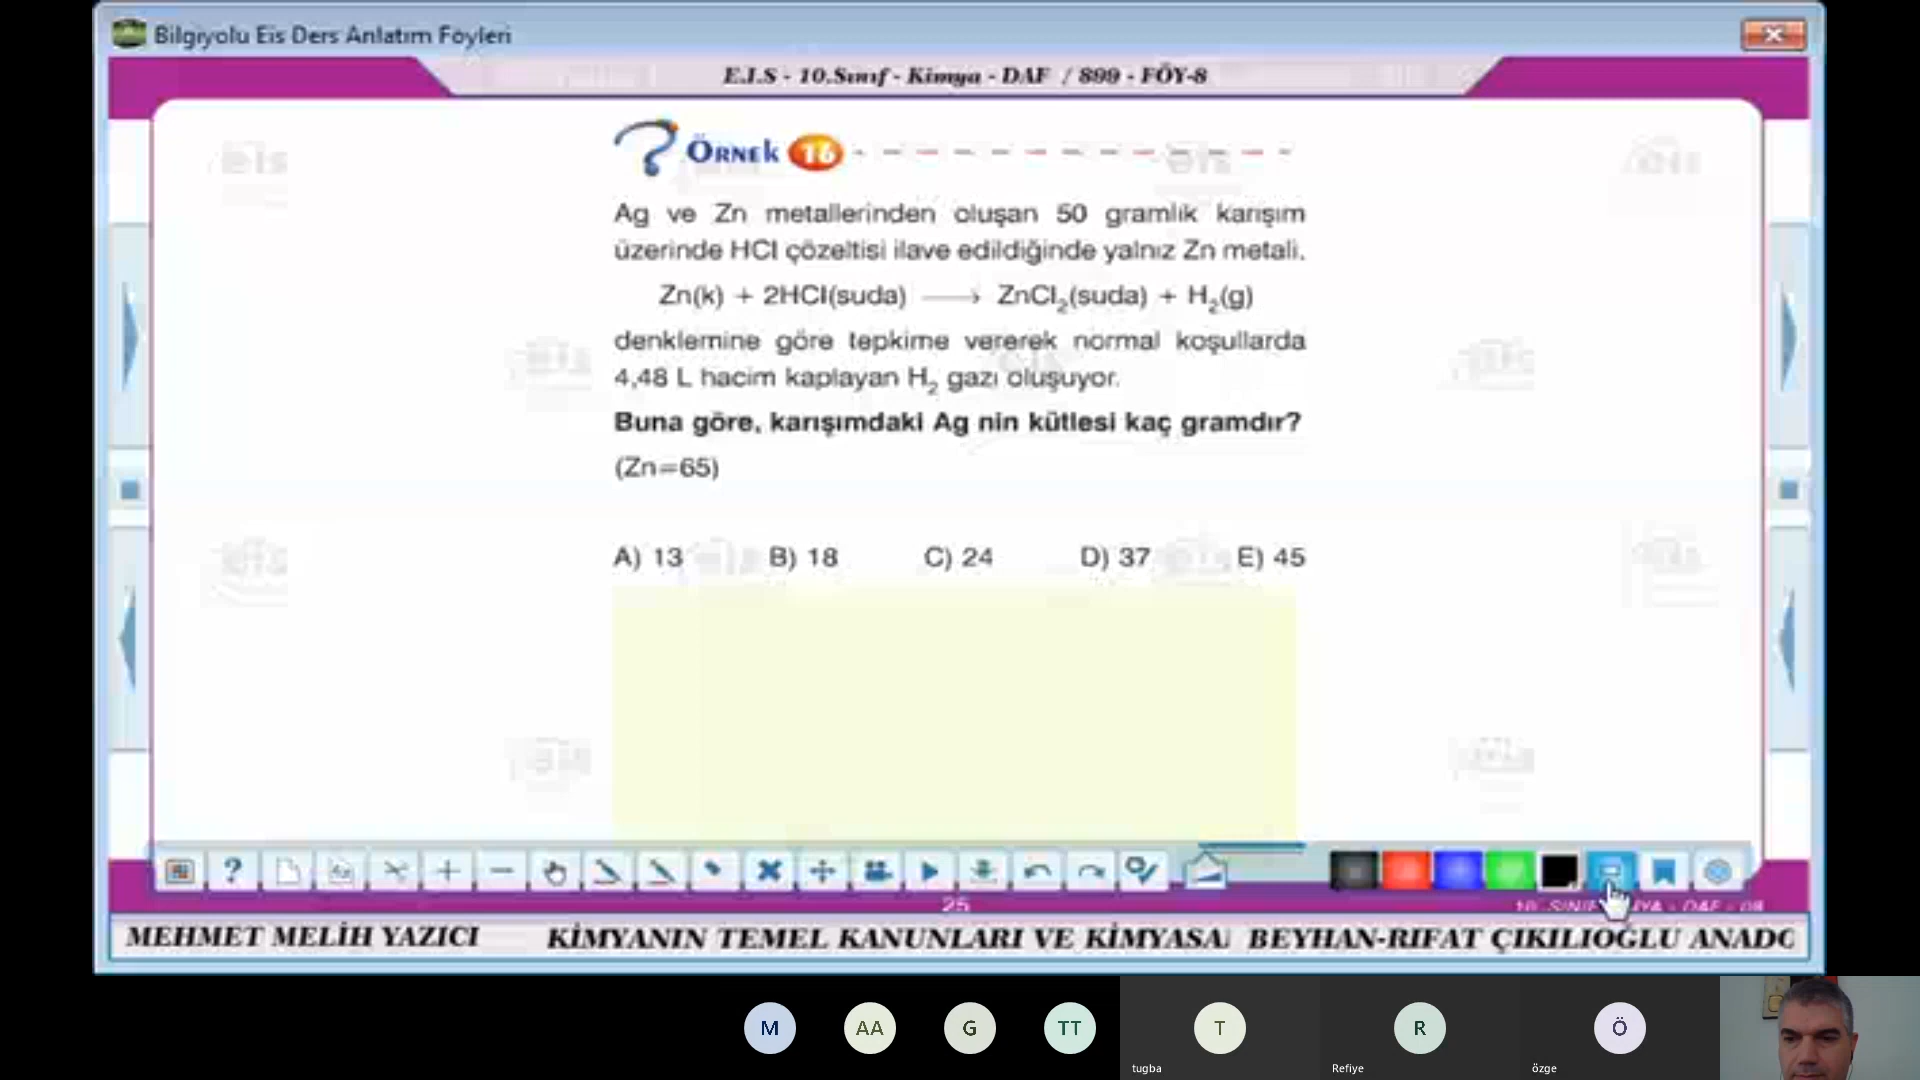 Bilgiyolu Eis Ders Anlatım Föyleri
E.I.S - 10.Sınıf - Kimya - DAF / 899 - FÖY-8
ÖRNEK 16
Ag ve Zn metallerinden oluşan 50 gramlık karışım
üzerinde HCl çözeltisi ilave edildiğinde yalnız Zn metali,
Zn(k) + 2HCl(suda) ⟶ ZnCl₂(suda) + H₂(g)
denklemine göre tepkime vererek normal koşullarda
4,48 L hacim kaplayan H₂ gazı oluşuyor.
Buna göre, karışımdaki Ag nin kütlesi kaç gramdır?
(Zn=65)
A) 13 B) 18 C) 24 D) 37 E) 45
25
MEHMET MELİH YAZICI KİMYANIN TEMEL KANUNLARI VE KİMYASA BEYHAN-RIFAT ÇIKILIOĞLU ANADO
M AA G TT T R Ö
tugba Refiye özge